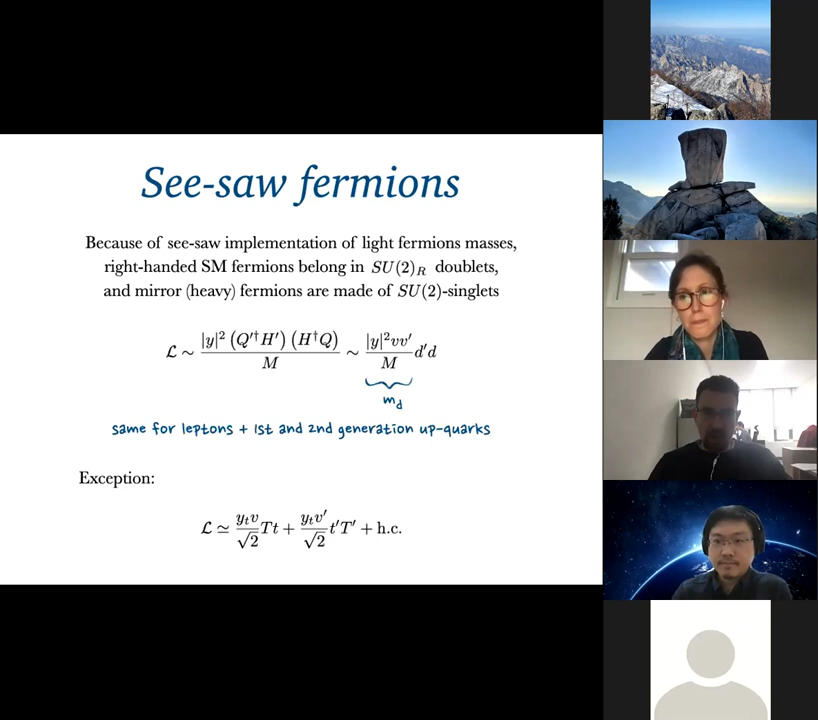 See-saw fermions
Because of see-saw implementation of light fermions masses,
right-handed SM fermions belong in SU(2)_R doublets,
and mirror (heavy) fermions are made of SU(2)-singlets
ℒ ∼ |y|² (Q′†H′) (H†Q) / M ∼ |y|²vv′ / M d′d
m_d
same for leptons + 1st and 2nd generation up-quarks
Exception:
ℒ ≃ y_t v / √2 Tt + y_t v′ / √2 t′T′ + h.c.